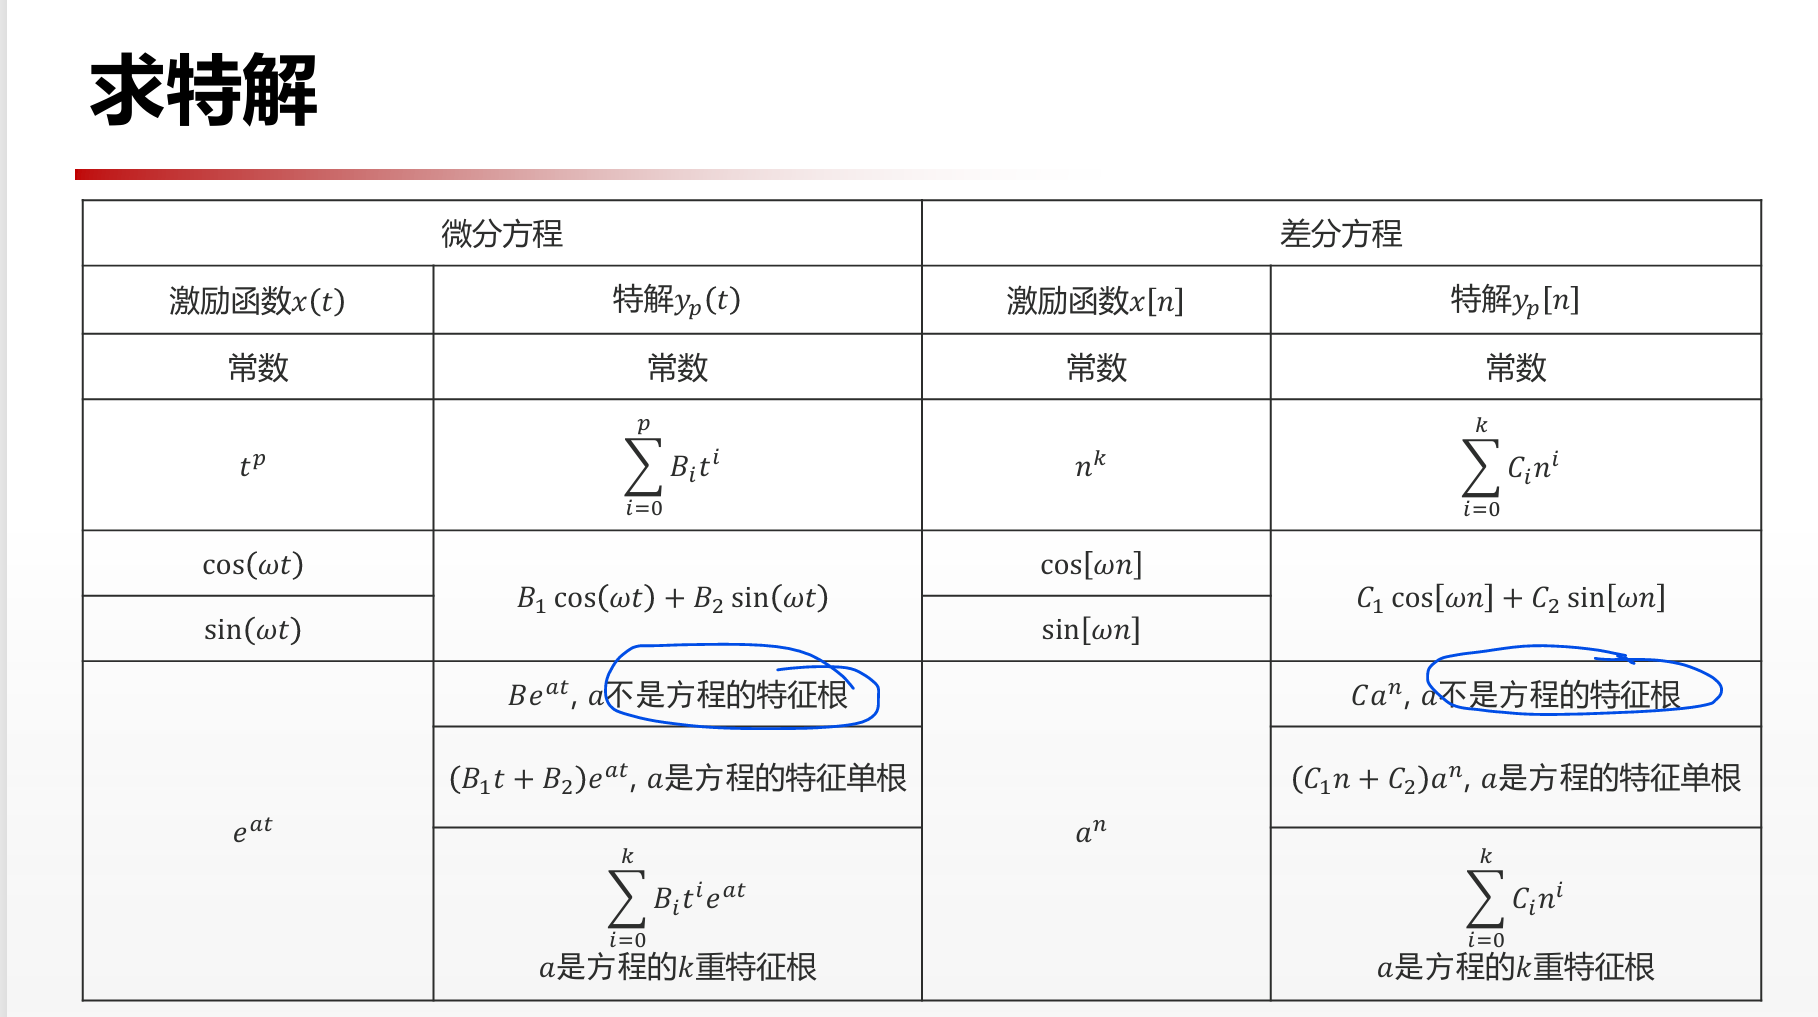 求特解
微分方程 差分方程
激励函数x(t) 特解y_p(t) 激励函数x[n] 特解y_p[n]
常数 常数 常数 常数
t^p ∑_{i=0}^{p} B_i t^i n^k ∑_{i=0}^{k} C_i n^i
cos(ωt) B_1 cos(ωt) + B_2 sin(ωt) cos[ωn] C_1 cos[ωn] + C_2 sin[ωn]
sin(ωt) sin[ωn]
e^{at} Be^{at}, a不是方程的特征根 a^n Ca^n, a不是方程的特征根
(B_1t + B_2)e^{at}, a是方程的特征单根 (C_1n + C_2)a^n, a是方程的特征单根
∑_{i=0}^{k} B_i t^i e^{at} ∑_{i=0}^{k} C_i n^i
a是方程的k重特征根 a是方程的k重特征根